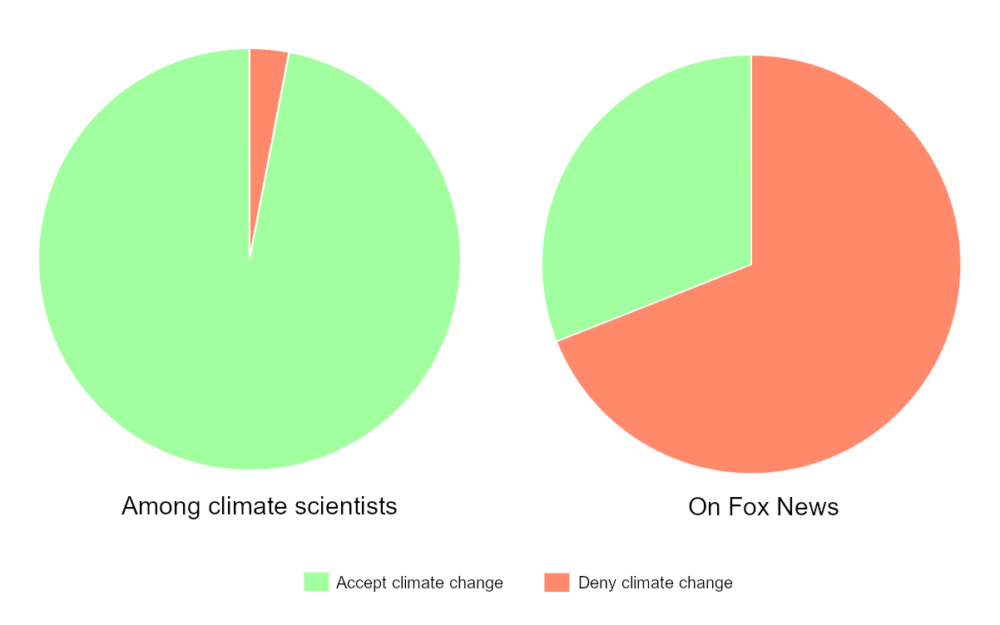 Among climate scientists
On Fox News
Accept climate change
Deny climate change